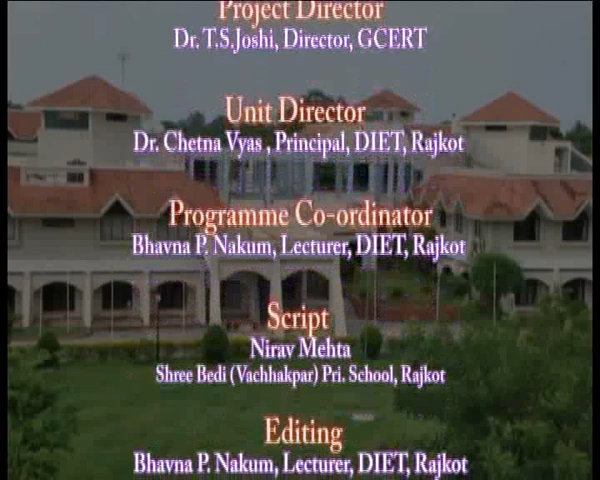 Project Director
Dr. T.S.Joshi, Director, GCERT
Unit Director
Dr. Chetna Vyas , Principal, DIET, Rajkot
Programme Co-ordinator
Bhavna P. Nakum, Lecturer, DIET, Rajkot
Script
Nirav Mehta
Shree Bedi (Vachhakpar) Pri. School, Rajkot
Editing
Bhavna P. Nakum, Lecturer, DIET, Rajkot